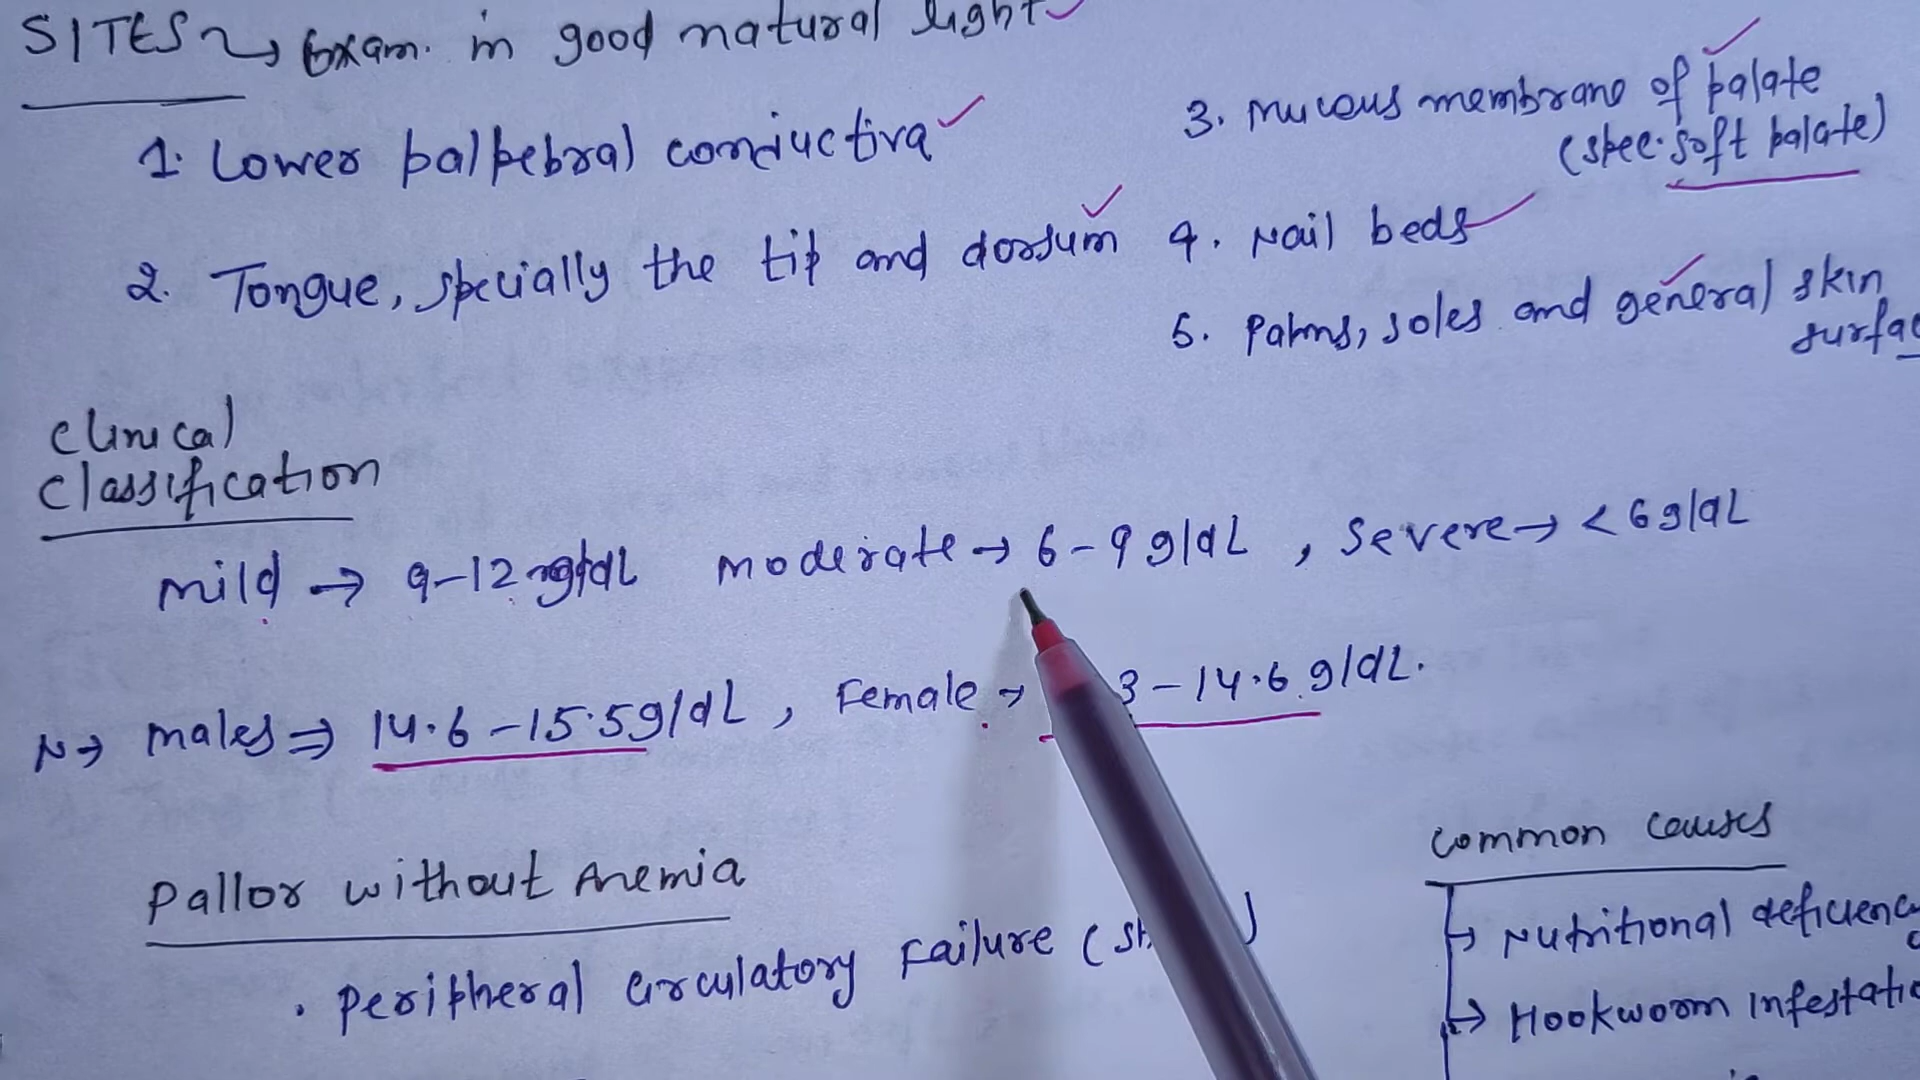 SITES → Exam. in good natural light
1. Lower palpebral conjuctiva
2. Tongue, specially the tip and dorsum
3. Mucous membrane of palate
(spec. soft palate)
4. Nail beds
5. Palms, soles and general skin
Clinical
Classification
Mild → 9-12 g/dL Moderate → 6-9 g/dL , Severe → <6 g/dL
N → Males ⇒ 14.6-15.5 g/dL , Female → 3-14.6 g/dL.
Pallor without Anemia
. Peripheral circulatory Failure (
Common causes
→ Nutritional deficiency
→ Hookworm Infestatio